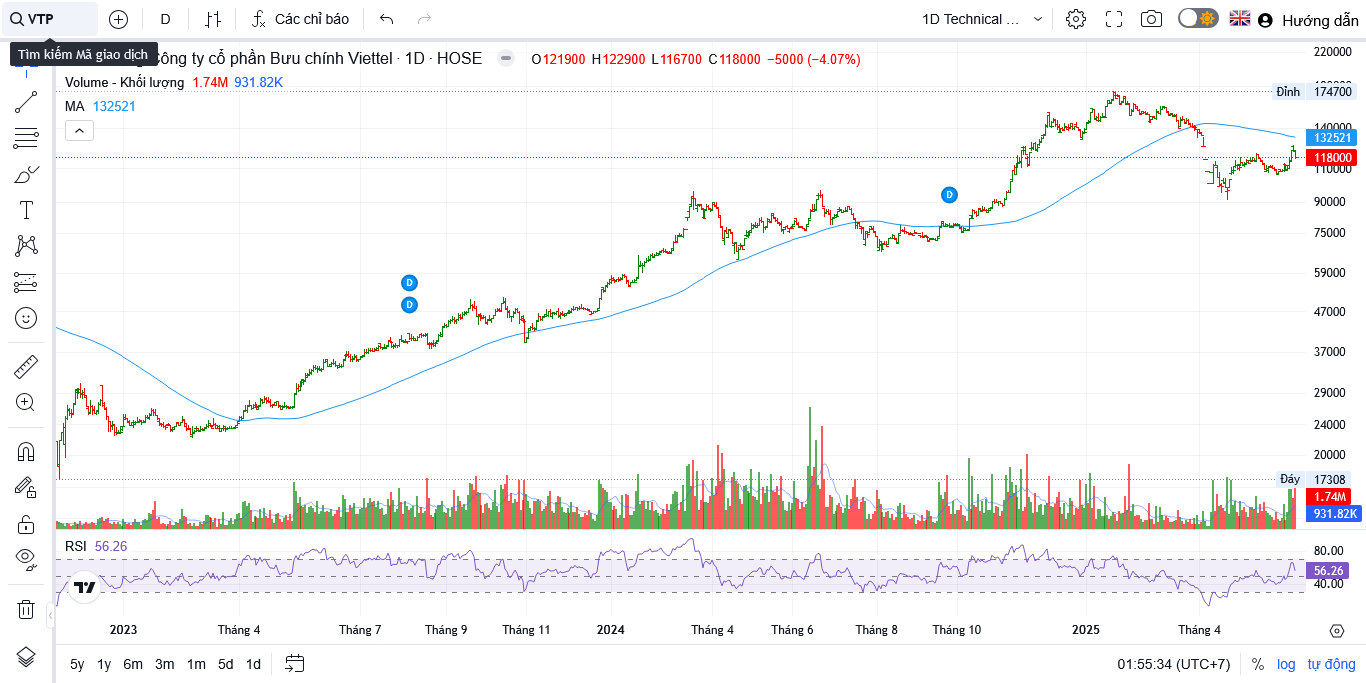 VTP D Các chỉ báo 1D Technical ... Hướng dẫn
Tìm kiếm Mã giao dịch
Công ty cổ phần Bưu chính Viettel · 1D · HOSE O121900 H122900 L116700 C118000 −5000 (−4.07%)
Volume - Khối lượng 1.74M 931.82K
MA 132521
220000
Đỉnh 174700
140000
132521
118000
110000
90000
75000
59000
47000
37000
29000
24000
20000
Đáy 17308
1.74M
931.82K
D
D
D
RSI 56.26
80.00
56.26
40.00
2023 Tháng 4 Tháng 7 Tháng 9 Tháng 11 2024 Tháng 4 Tháng 6 Tháng 8 Tháng 10 2025 Tháng 4
5y 1y 6m 3m 1m 5d 1d 01:55:34 (UTC+7) % log tự động